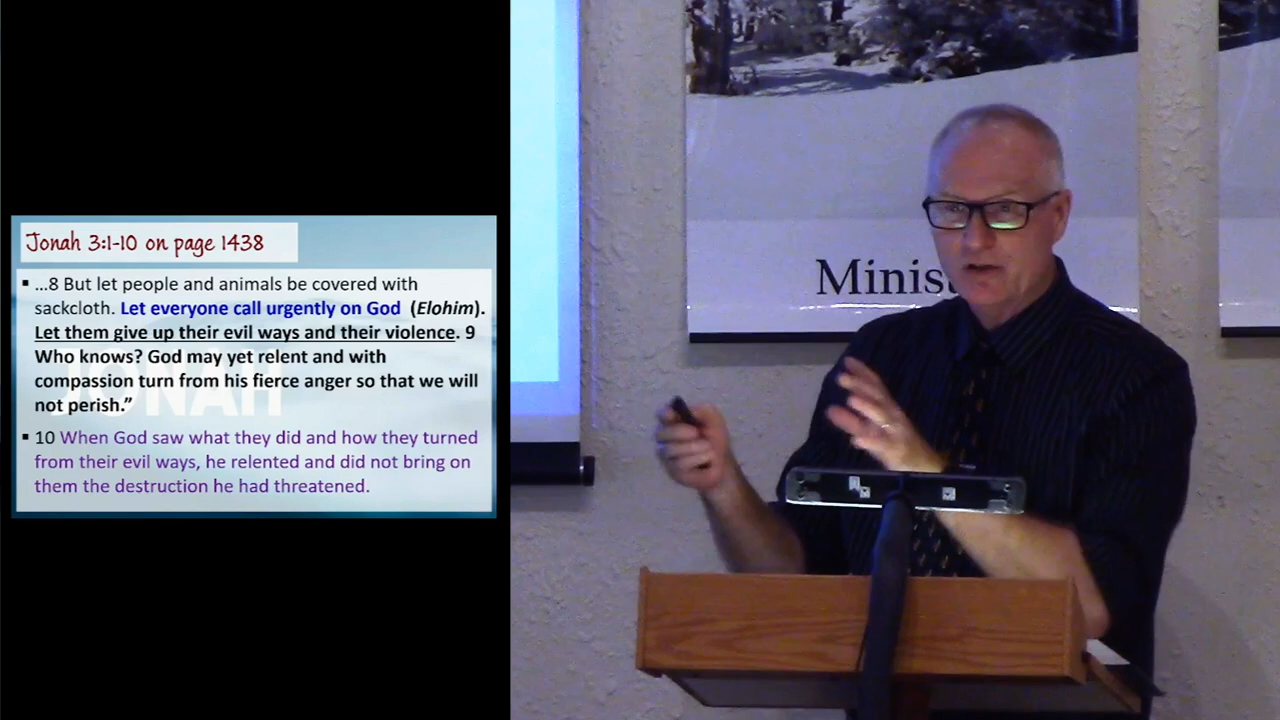 Jonah 3:1-10 on page 1438
▪ ...8 But let people and animals be covered with
sackcloth. Let everyone call urgently on God (Elohim).
Let them give up their evil ways and their violence. 9
Who knows? God may yet relent and with
compassion turn from his fierce anger so that we will
not perish.”
▪ 10 When God saw what they did and how they turned
from their evil ways, he relented and did not bring on
them the destruction he had threatened.
JONAH
Minis